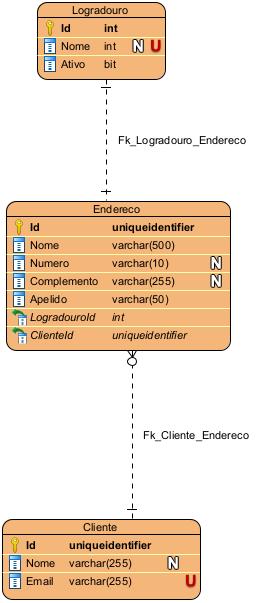 Logradouro
Id int
Nome int N U
Ativo bit
Fk_Logradouro_Endereco
Endereco
Id uniqueidentifier
Nome varchar(500)
Numero varchar(10) N
Complemento varchar(255) N
Apelido varchar(50)
LogradouroId int
ClienteId uniqueidentifier
Fk_Cliente_Endereco
Cliente
Id uniqueidentifier
Nome varchar(255) N
Email varchar(255) U